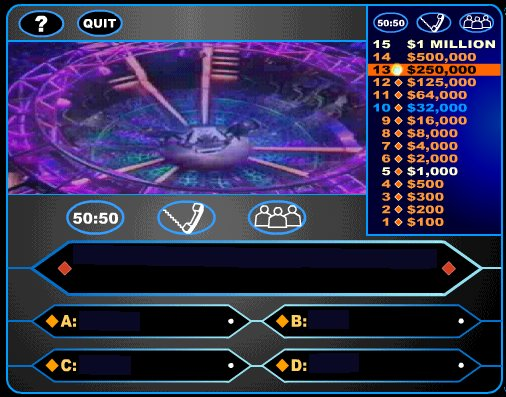 ? QUIT
50:50
15 $1 MILLION
14 $500,000
13 $250,000
12 $125,000
11 $64,000
10 $32,000
9 $16,000
8 $8,000
7 $4,000
6 $2,000
5 $1,000
4 $500
3 $300
2 $200
1 $100
50:50
A:
B:
C:
D: